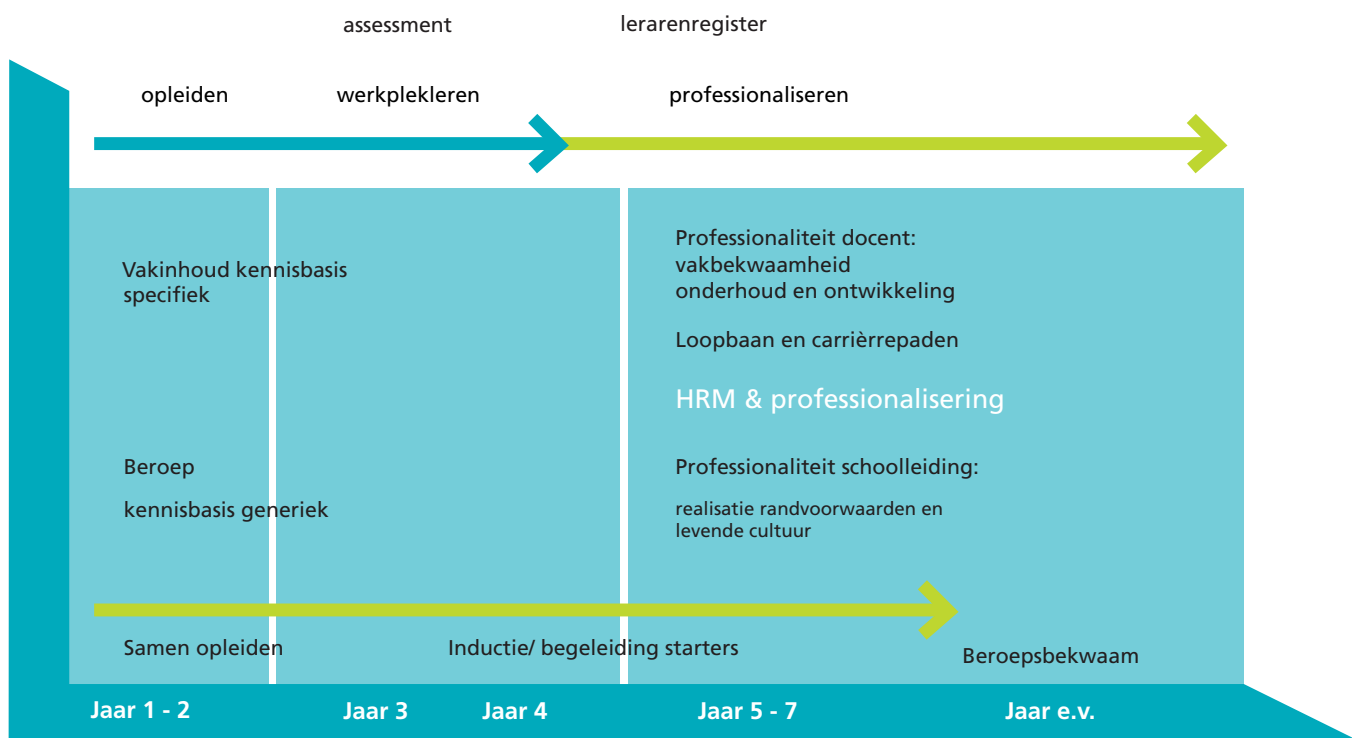 assessment
lerarenregister
opleiden
werkplekleren
professionaliseren
Vakinhoud kennisbasis
specifiek
Professionaliteit docent:
vakbekwaamheid
onderhoud en ontwikkeling
Loopbaan en carrièrrepaden
HRM & professionalisering
Beroep
kennisbasis generiek
Professionaliteit schoolleiding:
realisatie randvoorwaarden en
levende cultuur
Samen opleiden
Inductie/ begeleiding starters
Beroepsbekwaam
Jaar 1 - 2
Jaar 3
Jaar 4
Jaar 5 - 7
Jaar e.v.